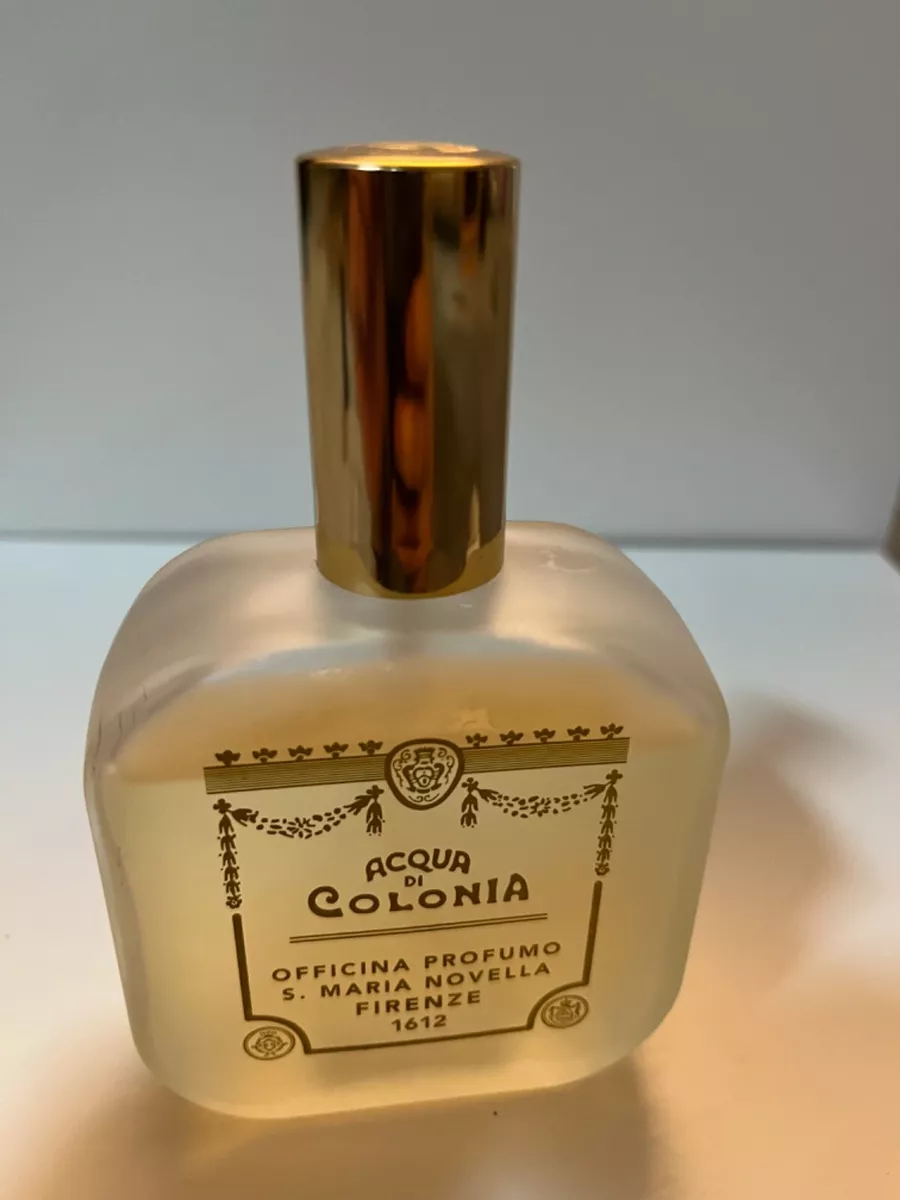 ACQUA
DI
COLONIA
OFFICINA PROFUMO
S. MARIA NOVELLA
FIRENZE
1612